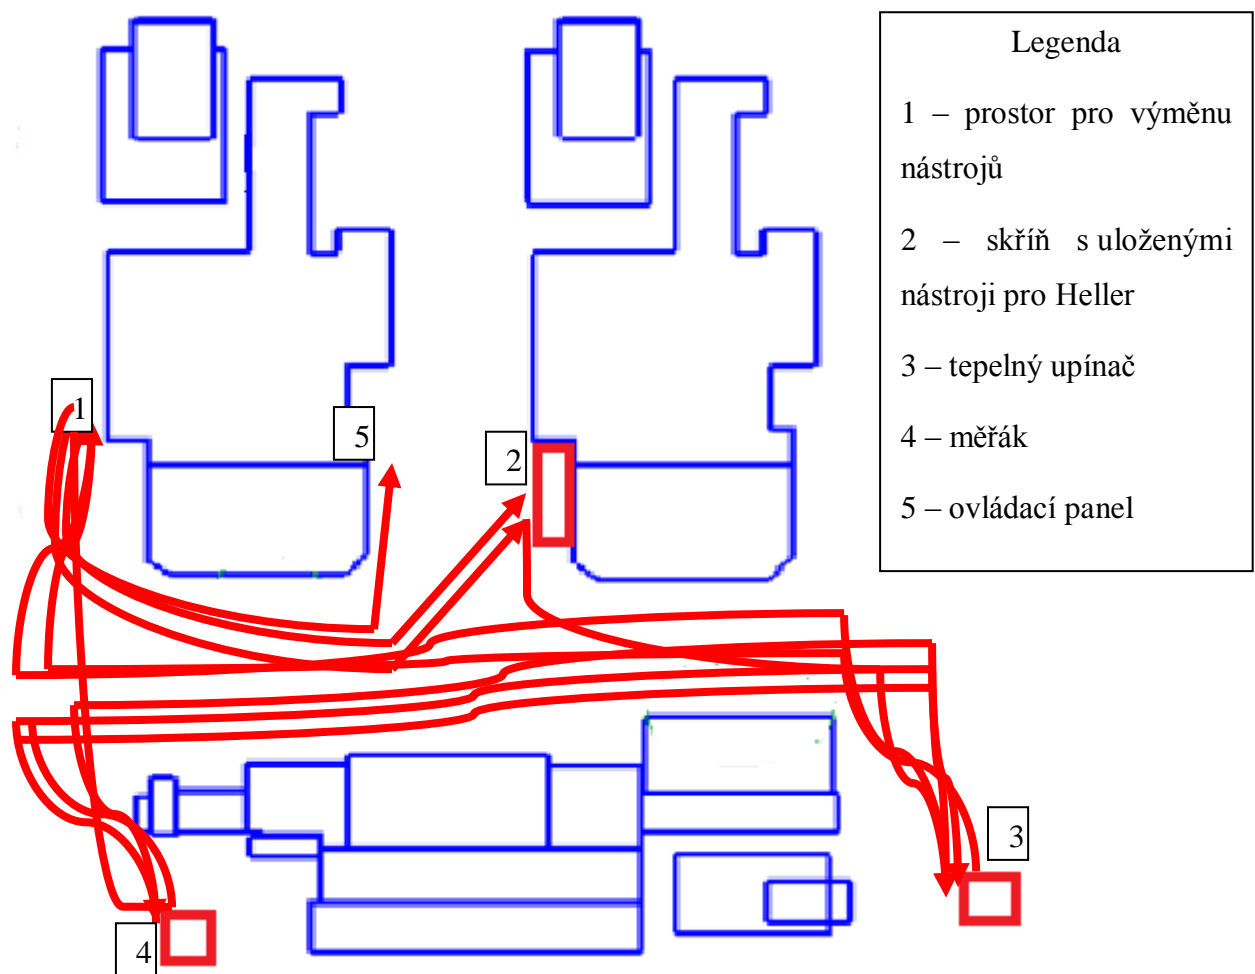 Legenda
1 – prostor pro výměnu
nástrojů
2 – skříň s uloženými
nástroji pro Heller
3 – tepelný upínač
4 – měřák
5 – ovládací panel
1
5
2
3
4